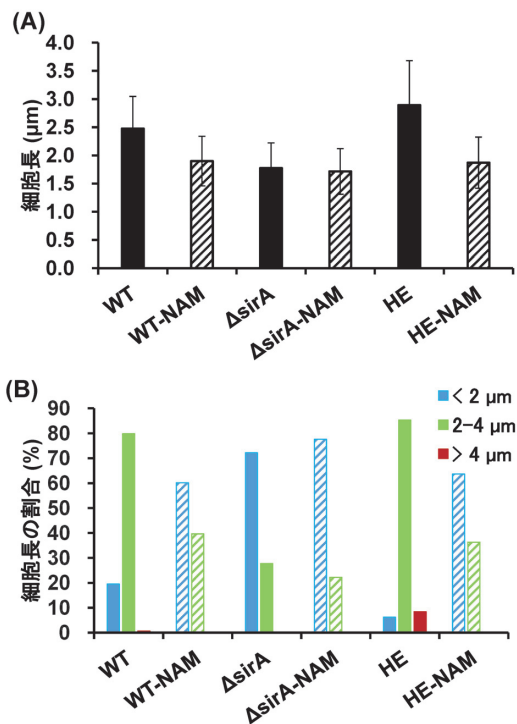 (A)
細胞長 (μm)
4.0
3.5
3.0
2.5
2.0
1.5
1.0
0.5
0.0
WT
WT-NAM
ΔsirA
ΔsirA-NAM
HE
HE-NAM
(B)
細胞長の割合 (%)
< 2 μm
2–4 μm
> 4 μm
90
80
70
60
50
40
30
20
10
0
WT
WT-NAM
ΔsirA
ΔsirA-NAM
HE
HE-NAM